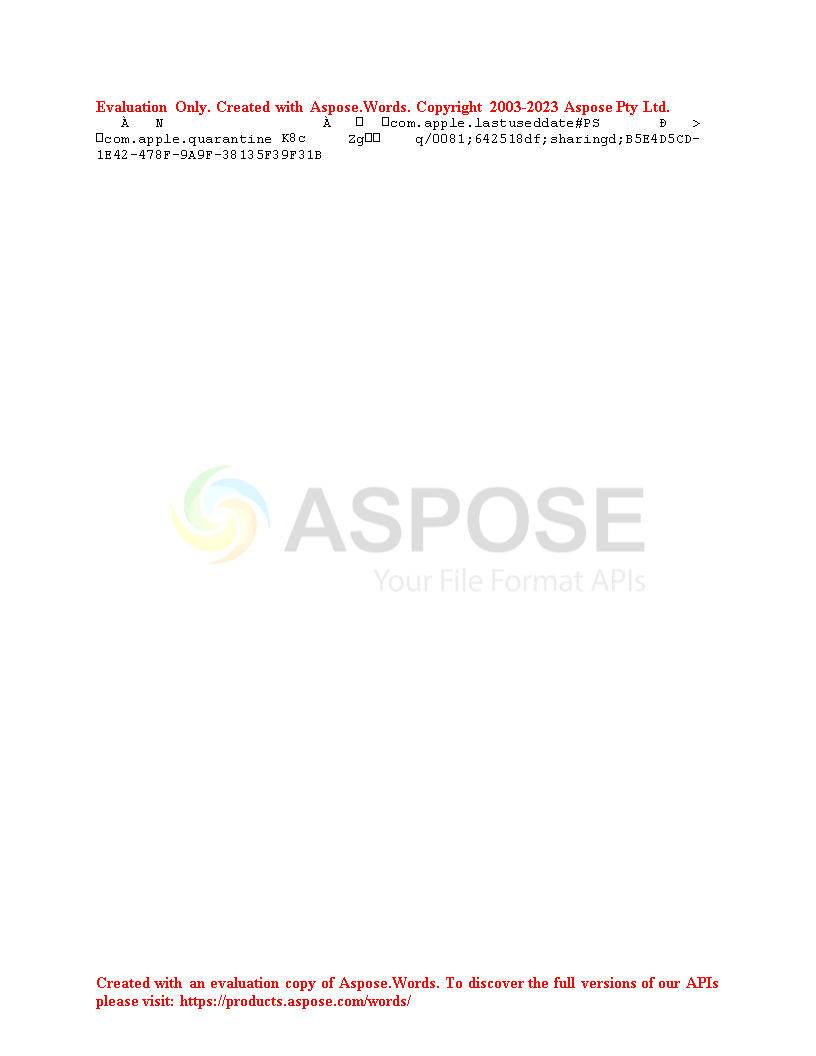 Evaluation Only. Created with Aspose.Words. Copyright 2003-2023 Aspose Pty Ltd.
À N À □ □com.apple.lastuseddate#PS Ð >
□com.apple.quarantine K8c Zg□□ q/0081;642518df;sharingd;B5E4D5CD-
1E42-478F-9A9F-38135F39F31B
ASPOSE
Your File Format APIs
Created with an evaluation copy of Aspose.Words. To discover the full versions of our APIs
please visit: https://products.aspose.com/words/